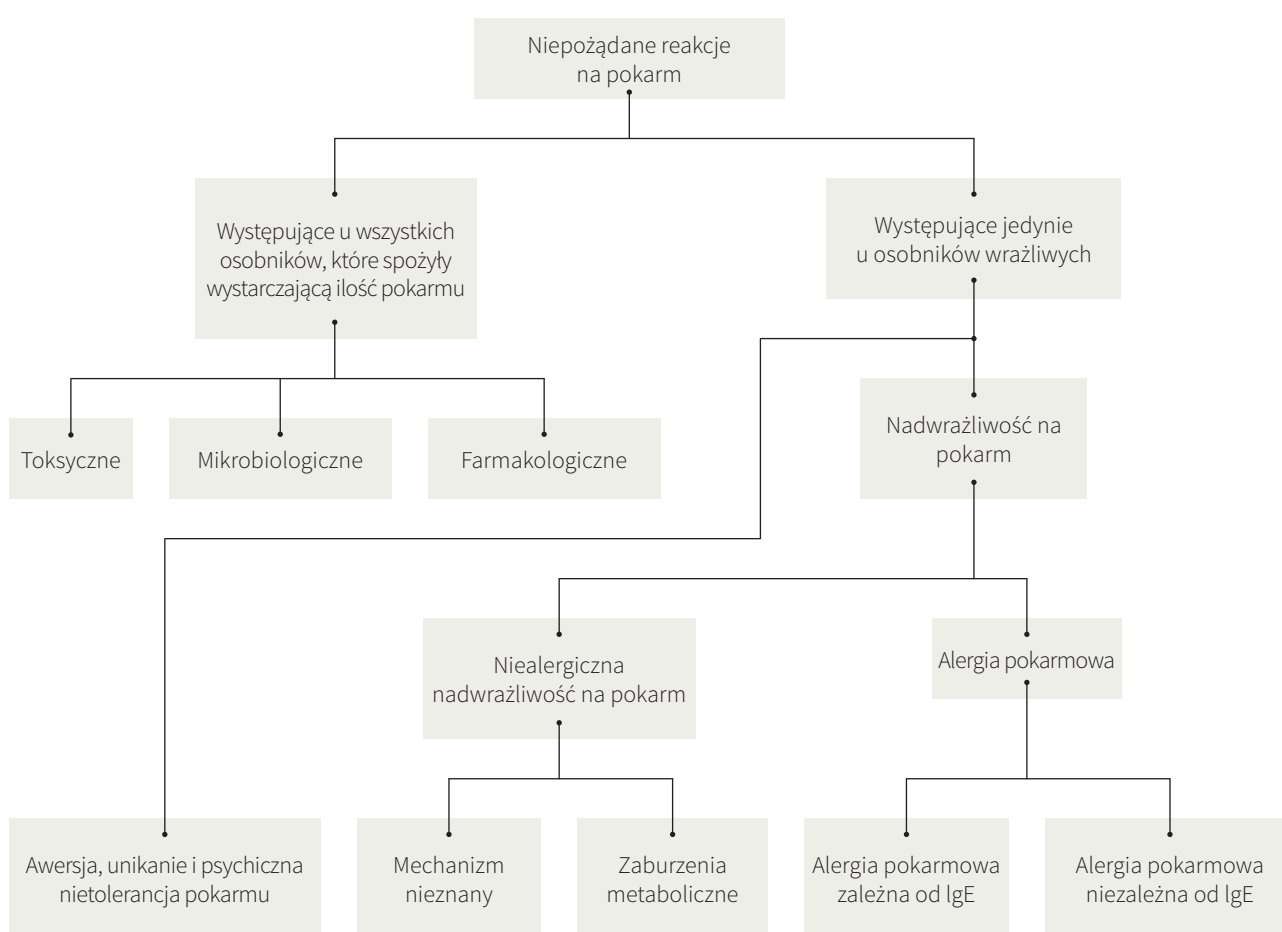 Niepożądane reakcje
na pokarm
Występujące u wszystkich
osobników, które spożyły
wystarczającą ilość pokarmu
Występujące jedynie
u osobników wrażliwych
Toksyczne
Mikrobiologiczne
Farmakologiczne
Nadwrażliwość na
pokarm
Niealergiczna
nadwrażliwość na pokarm
Alergia pokarmowa
Awersja, unikanie i psychiczna
nietolerancja pokarmu
Mechanizm
nieznany
Zaburzenia
metaboliczne
Alergia pokarmowa
zależna od lgE
Alergia pokarmowa
niezależna od lgE